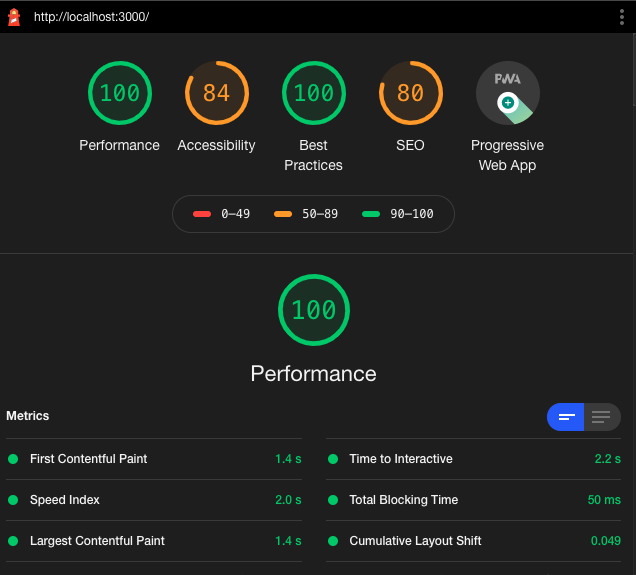 http://localhost:3000/
100
84
100
80
PWA
Performance
Accessibility
Best
Practices
SEO
Progressive
Web App
0–49
50–89
90–100
100
Performance
Metrics
First Contentful Paint 1.4 s
Time to Interactive 2.2 s
Speed Index 2.0 s
Total Blocking Time 50 ms
Largest Contentful Paint 1.4 s
Cumulative Layout Shift 0.049